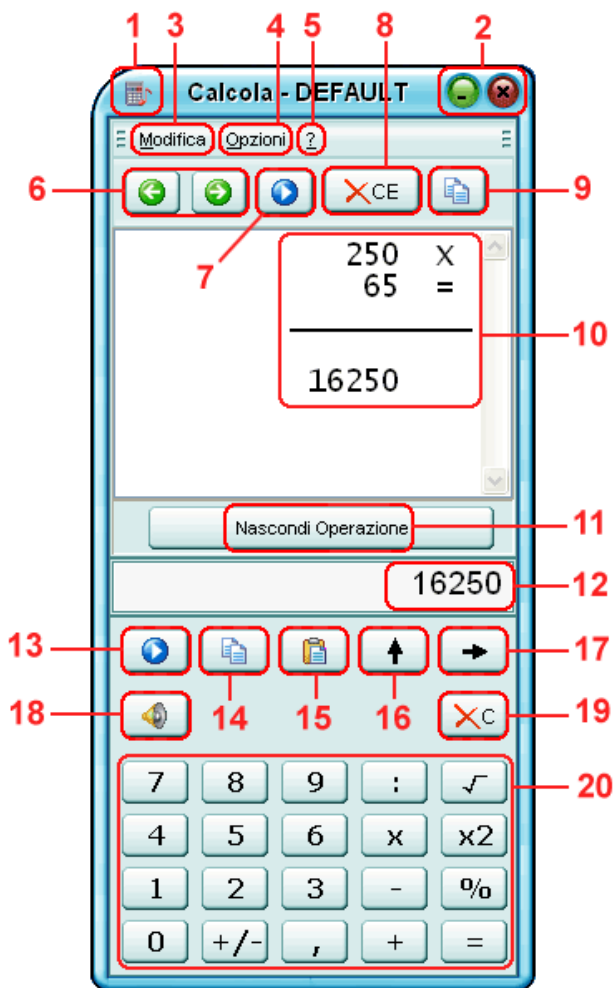 1 3 4 5 8 2
Calcola - DEFAULT
Modifica Opzioni ?
6 CE 9
7
250 X
65 =
10
16250
Nascondi Operazione 11
16250 12
13 17
14 15 16
18 C 19
7 8 9 : √ 20
4 5 6 x x2
1 2 3 - %
0 +/- , + =